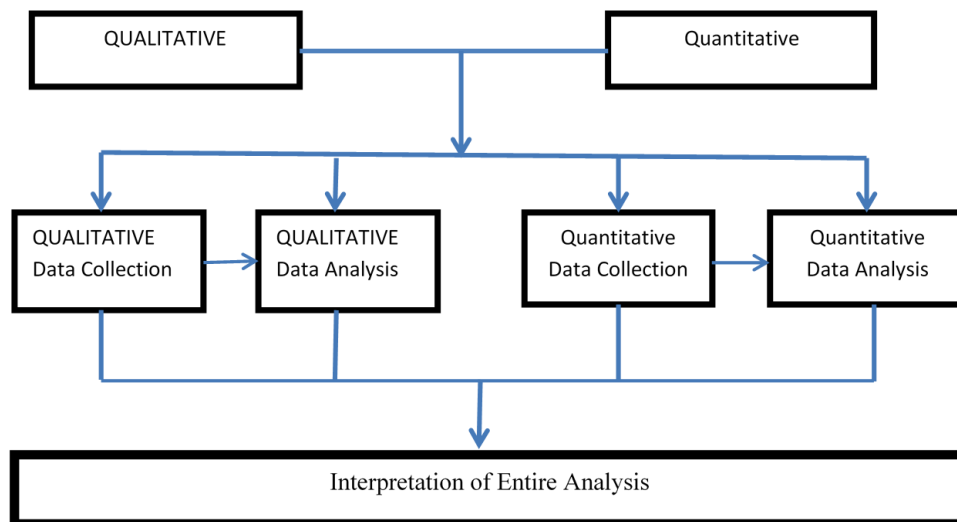 QUALITATIVE
Quantitative
QUALITATIVE
Data Collection
QUALITATIVE
Data Analysis
Quantitative
Data Collection
Quantitative
Data Analysis
Interpretation of Entire Analysis